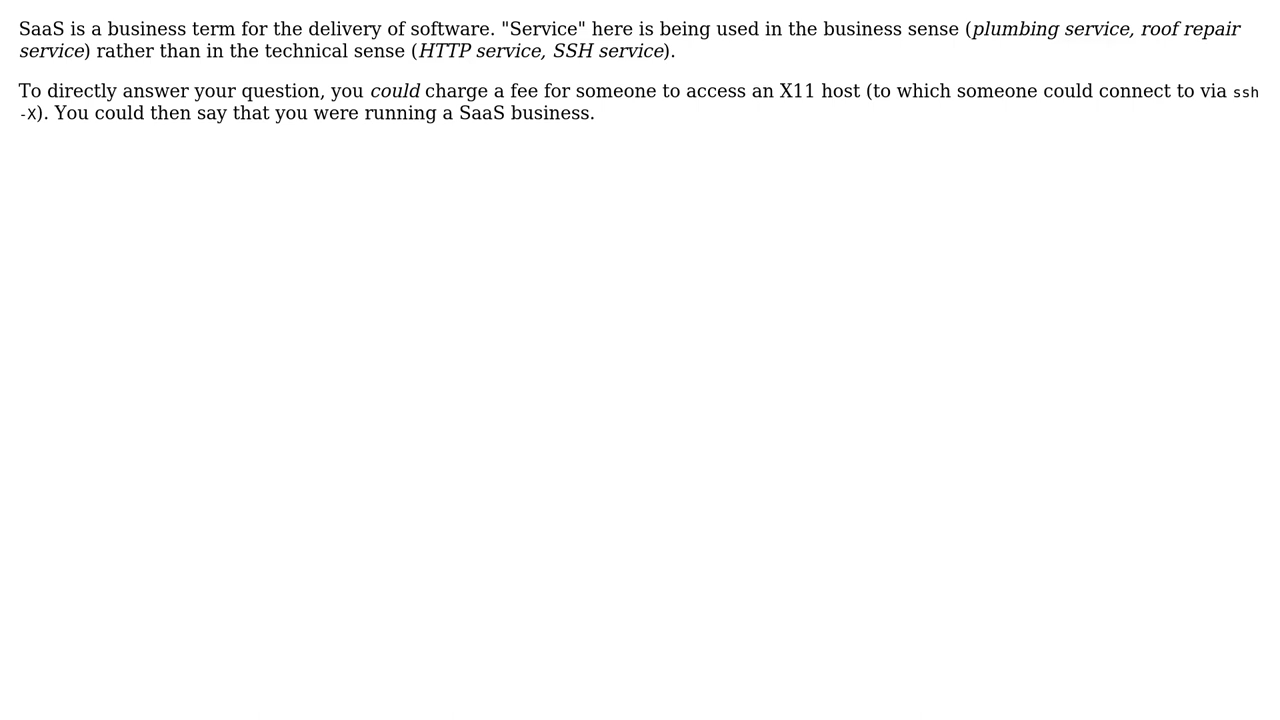 SaaS is a business term for the delivery of software. "Service" here is being used in the business sense (plumbing service, roof repair
service) rather than in the technical sense (HTTP service, SSH service).
To directly answer your question, you could charge a fee for someone to access an X11 host (to which someone could connect to via ssh
-X). You could then say that you were running a SaaS business.